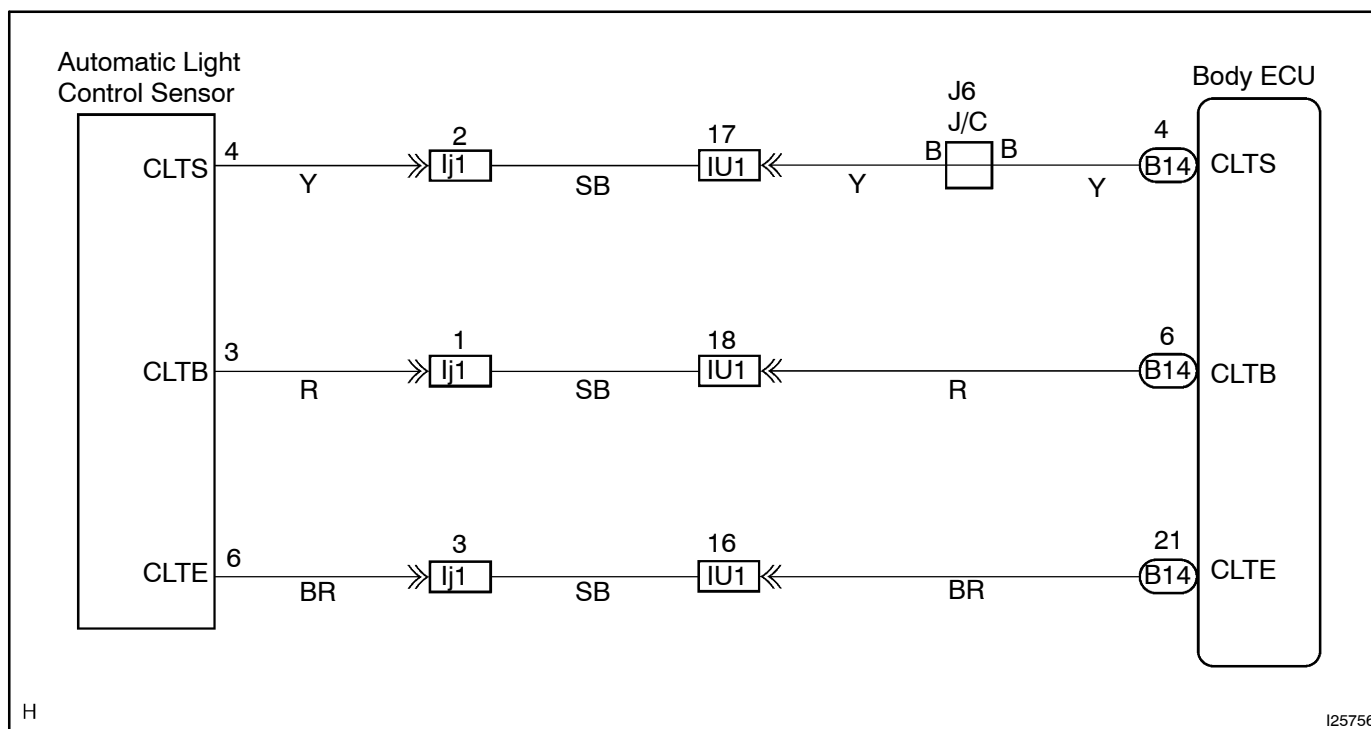 Automatic Light
Control Sensor
Body ECU
J6
J/C
CLTS
4
Y
2
Ij1
SB
17
IU1
Y
B
B
Y
4
B14
CLTS
CLTB
3
R
1
Ij1
SB
18
IU1
R
6
B14
CLTB
CLTE
6
BR
3
Ij1
SB
16
IU1
BR
21
B14
CLTE
H
I25756